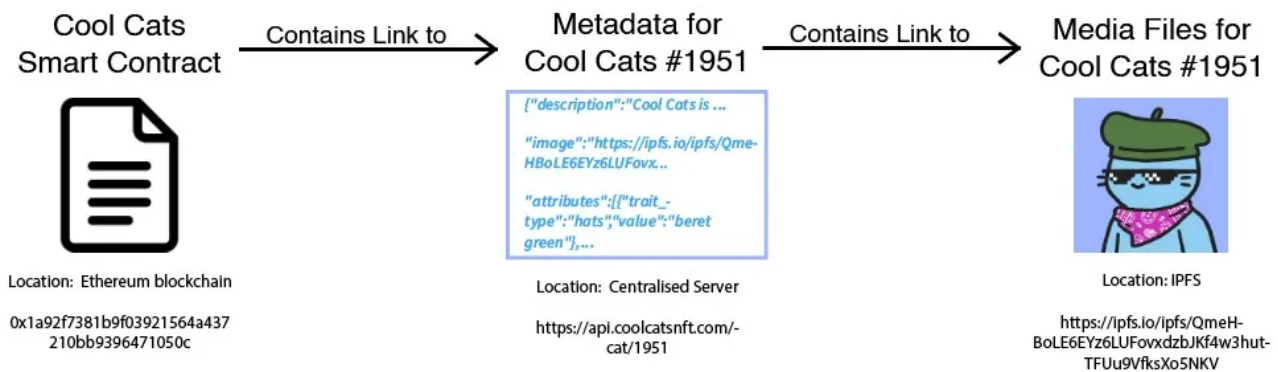 Cool Cats
Smart Contract
Contains Link to
Metadata for
Cool Cats #1951
Contains Link to
Media Files for
Cool Cats #1951
{"description":"Cool Cats is ...
"image":"https://ipfs.io/ipfs/Qme-
HBoLE6EYz6LUFovx...
"attributes":[{"trait_-
type":"hats","value":"beret
green"},...
Location:  Ethereum blockchain
0x1a92f7381b9f03921564a437
210bb9396471050c
Location:  Centralised Server
https://api.coolcatsnft.com/-
cat/1951
Location: IPFS
https://ipfs.io/ipfs/QmeH-
BoLE6EYz6LUFovxdzbJKf4w3hut-
TFUu9VfksXo5NKV